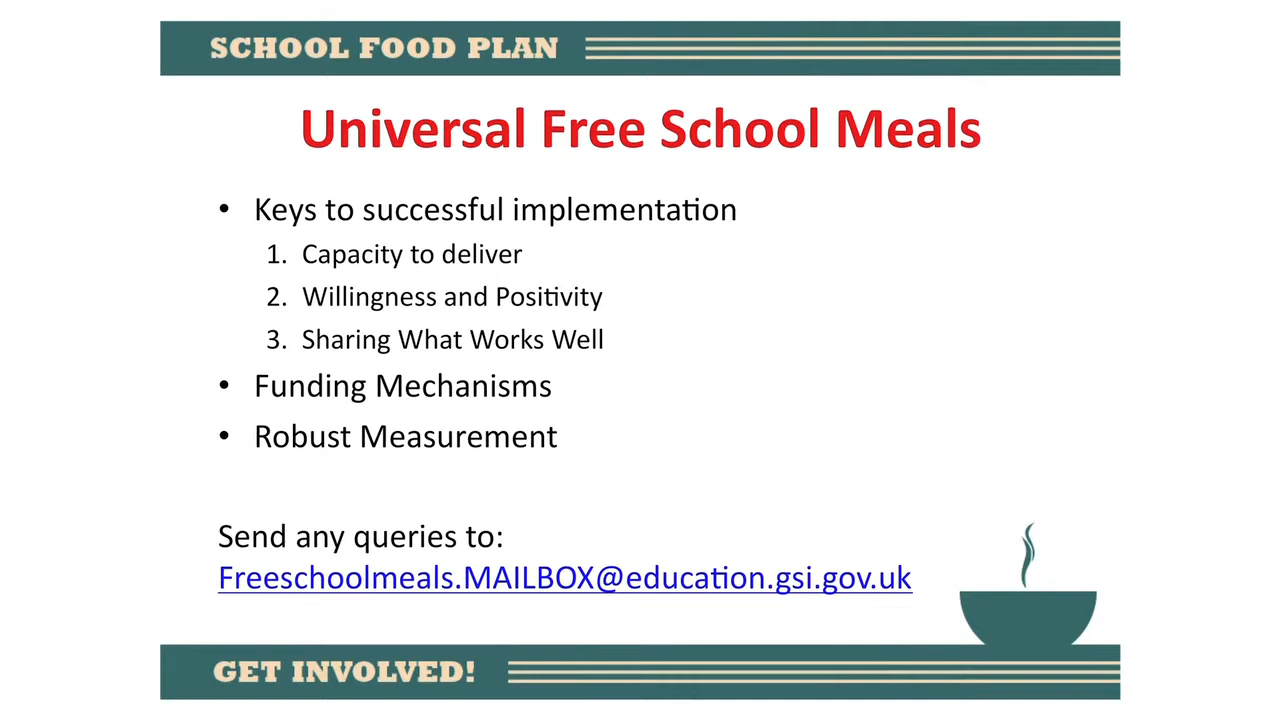 SCHOOL FOOD PLAN
Universal Free School Meals
• Keys to successful implementation
1. Capacity to deliver
2. Willingness and Positivity
3. Sharing What Works Well
• Funding Mechanisms
• Robust Measurement
Send any queries to:
Freeschoolmeals.MAILBOX@education.gsi.gov.uk
GET INVOLVED!